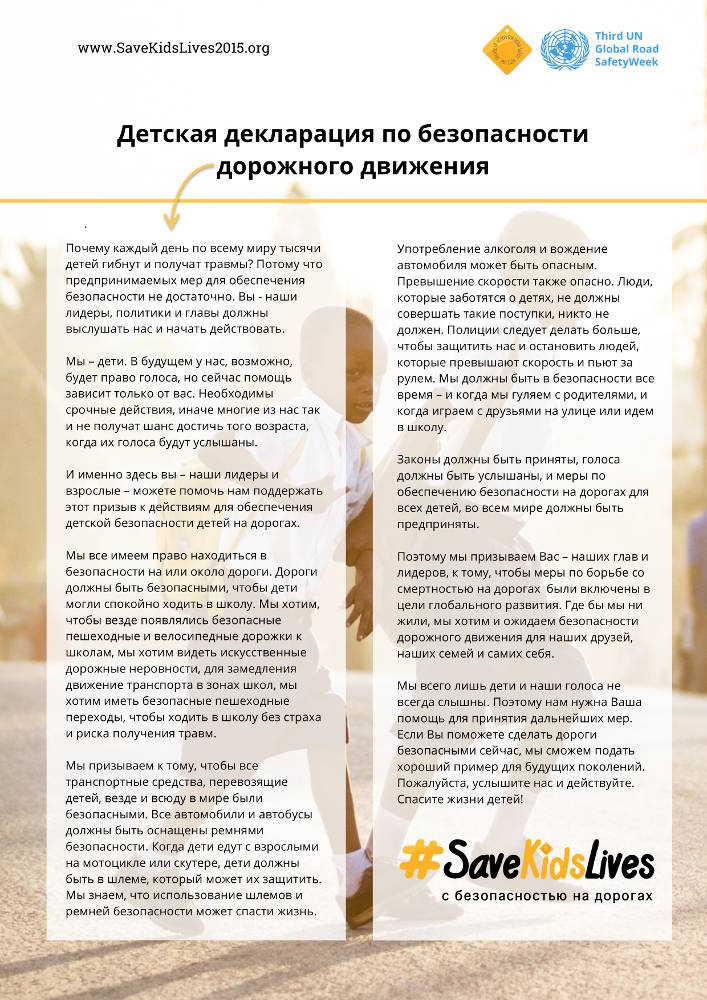 www.SaveKidsLives2015.org
Third UN
Global Road
SafetyWeek
Детская декларация по безопасности
дорожного движения
.
Почему каждый день по всему миру тысячи
детей гибнут и получат травмы? Потому что
предпринимаемых мер для обеспечения
безопасности не достаточно. Вы - наши
лидеры, политики и главы должны
выслушать нас и начать действовать.
Мы – дети. В будущем у нас, возможно,
будет право голоса, но сейчас помощь
зависит только от вас. Необходимы
срочные действия, иначе многие из нас так
и не получат шанс достичь того возраста,
когда их голоса будут услышаны.
И именно здесь вы – наши лидеры и
взрослые – можете помочь нам поддержать
этот призыв к действиям для обеспечения
детской безопасности детей на дорогах.
Мы все имеем право находиться в
безопасности на или около дороги. Дороги
должны быть безопасными, чтобы дети
могли спокойно ходить в школу. Мы хотим,
чтобы везде появлялись безопасные
пешеходные и велосипедные дорожки к
школам, мы хотим видеть искусственные
дорожные неровности, для замедления
движение транспорта в зонах школ, мы
хотим иметь безопасные пешеходные
переходы, чтобы ходить в школу без страха
и риска получения травм.
Мы призываем к тому, чтобы все
транспортные средства, перевозящие
детей, везде и всюду в мире были
безопасными. Все автомобили и автобусы
должны быть оснащены ремнями
безопасности. Когда дети едут с взрослыми
на мотоцикле или скутере, дети должны
быть в шлеме, который может их защитить.
Мы знаем, что использование шлемов и
ремней безопасности может спасти жизнь.
Употребление алкоголя и вождение
автомобиля может быть опасным.
Превышение скорости также опасно. Люди,
которые заботятся о детях, не должны
совершать такие поступки, никто не
должен. Полиции следует делать больше,
чтобы защитить нас и остановить людей,
которые превышают скорость и пьют за
рулем. Мы должны быть в безопасности все
время – и когда мы гуляем с родителями, и
когда играем с друзьями на улице или идем
в школу.
Законы должны быть приняты, голоса
должны быть услышаны, и меры по
обеспечению безопасности на дорогах для
всех детей, во всем мире должны быть
предприняты.
Поэтому мы призываем Вас – наших глав и
лидеров, к тому, чтобы меры по борьбе со
смертностью на дорогах были включены в
цели глобального развития. Где бы мы ни
жили, мы хотим и ожидаем безопасности
дорожного движения для наших друзей,
наших семей и самих себя.
Мы всего лишь дети и наши голоса не
всегда слышны. Поэтому нам нужна Ваша
помощь для принятия дальнейших мер.
Если Вы поможете сделать дороги
безопасными сейчас, мы сможем подать
хороший пример для будущих поколений.
Пожалуйста, услышите нас и действуйте.
Спасите жизни детей!
#SaveKidsLives
с безопасностью на дорогах